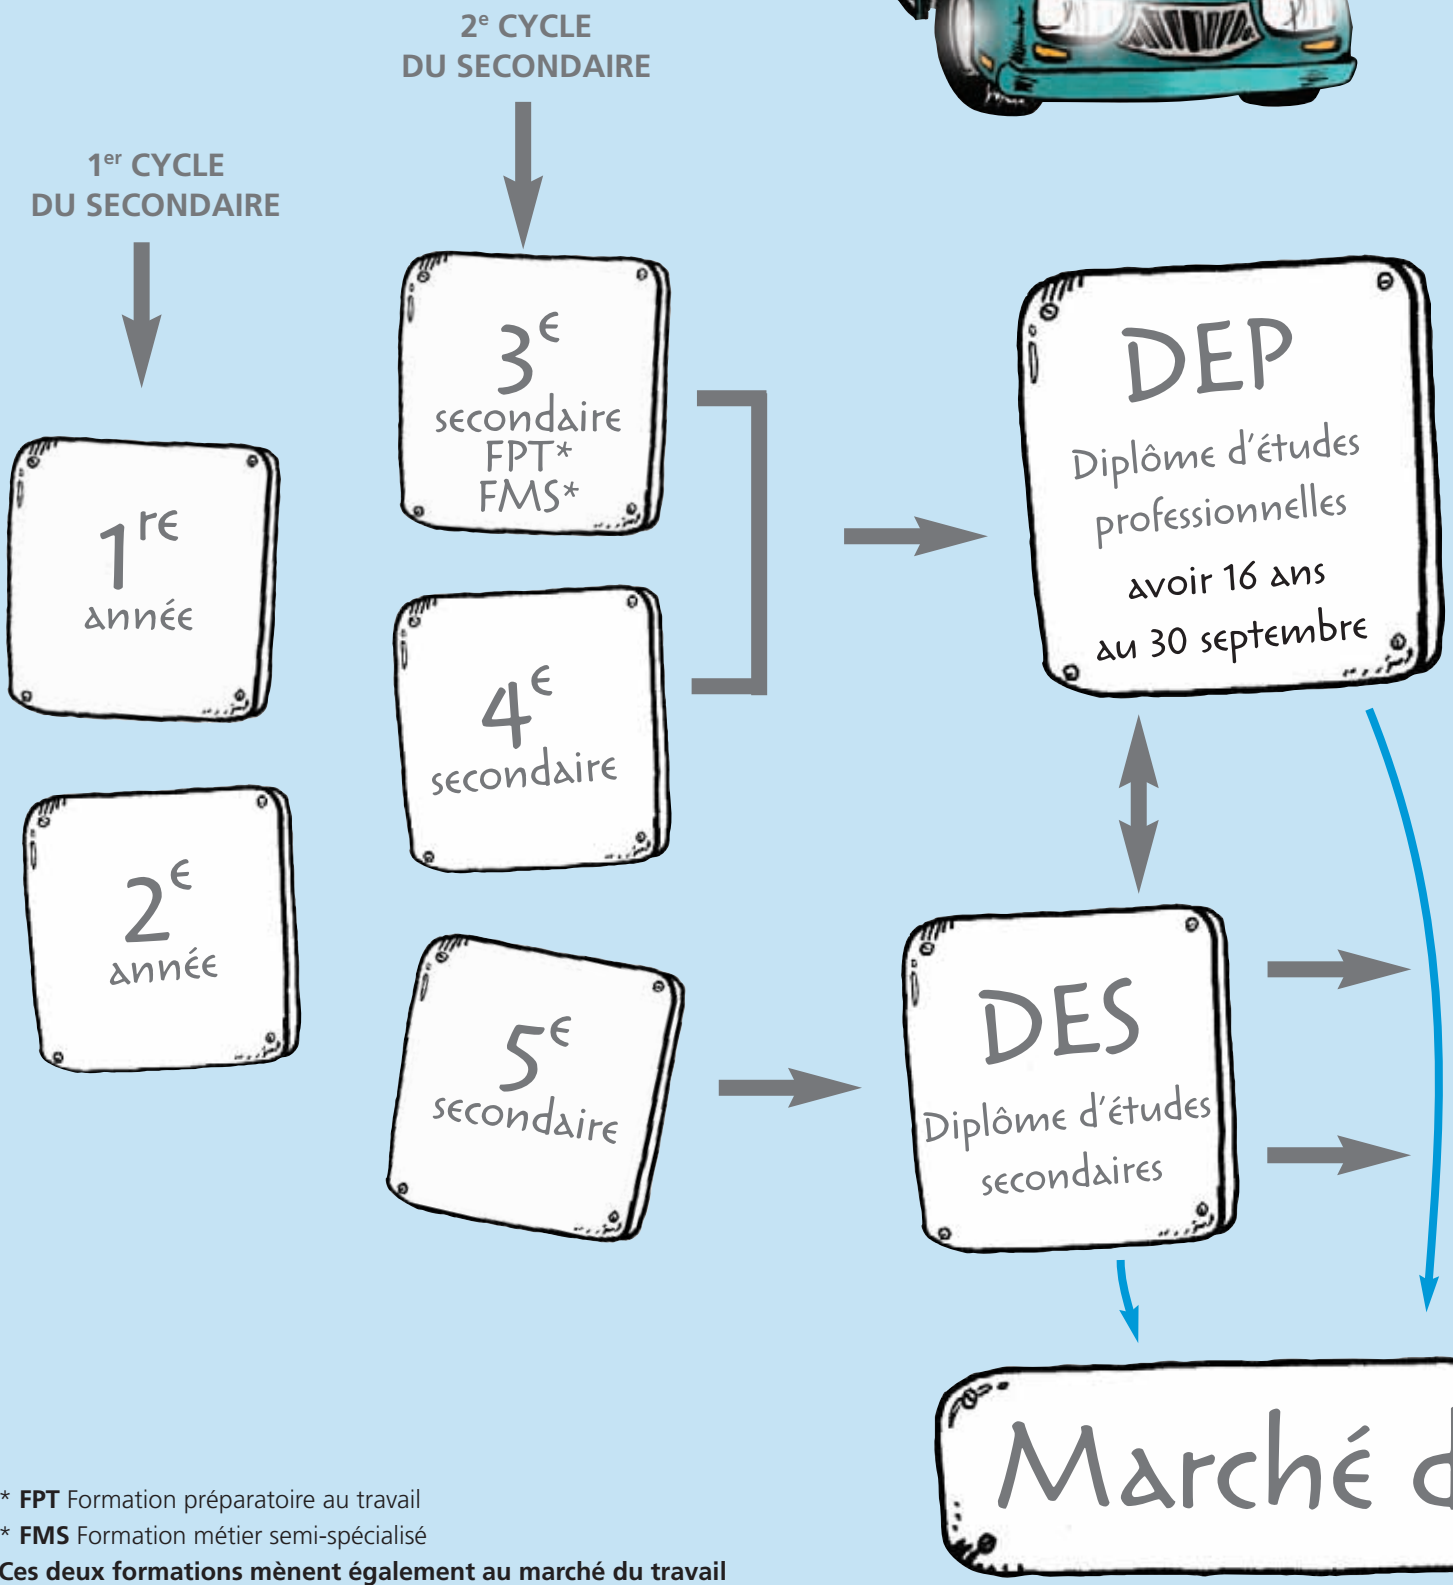 2e CYCLE
DU SECONDAIRE
1er CYCLE
DU SECONDAIRE
1re
année
2e
année
3e
secondaire
FPT*
FMS*
4e
secondaire
5e
secondaire
DEP
Diplôme d'études
professionnelles
avoir 16 ans
au 30 septembre
DES
Diplôme d'études
secondaires
Marché d
* FPT Formation préparatoire au travail
* FMS Formation métier semi-spécialisé
Ces deux formations mènent également au marché du travail